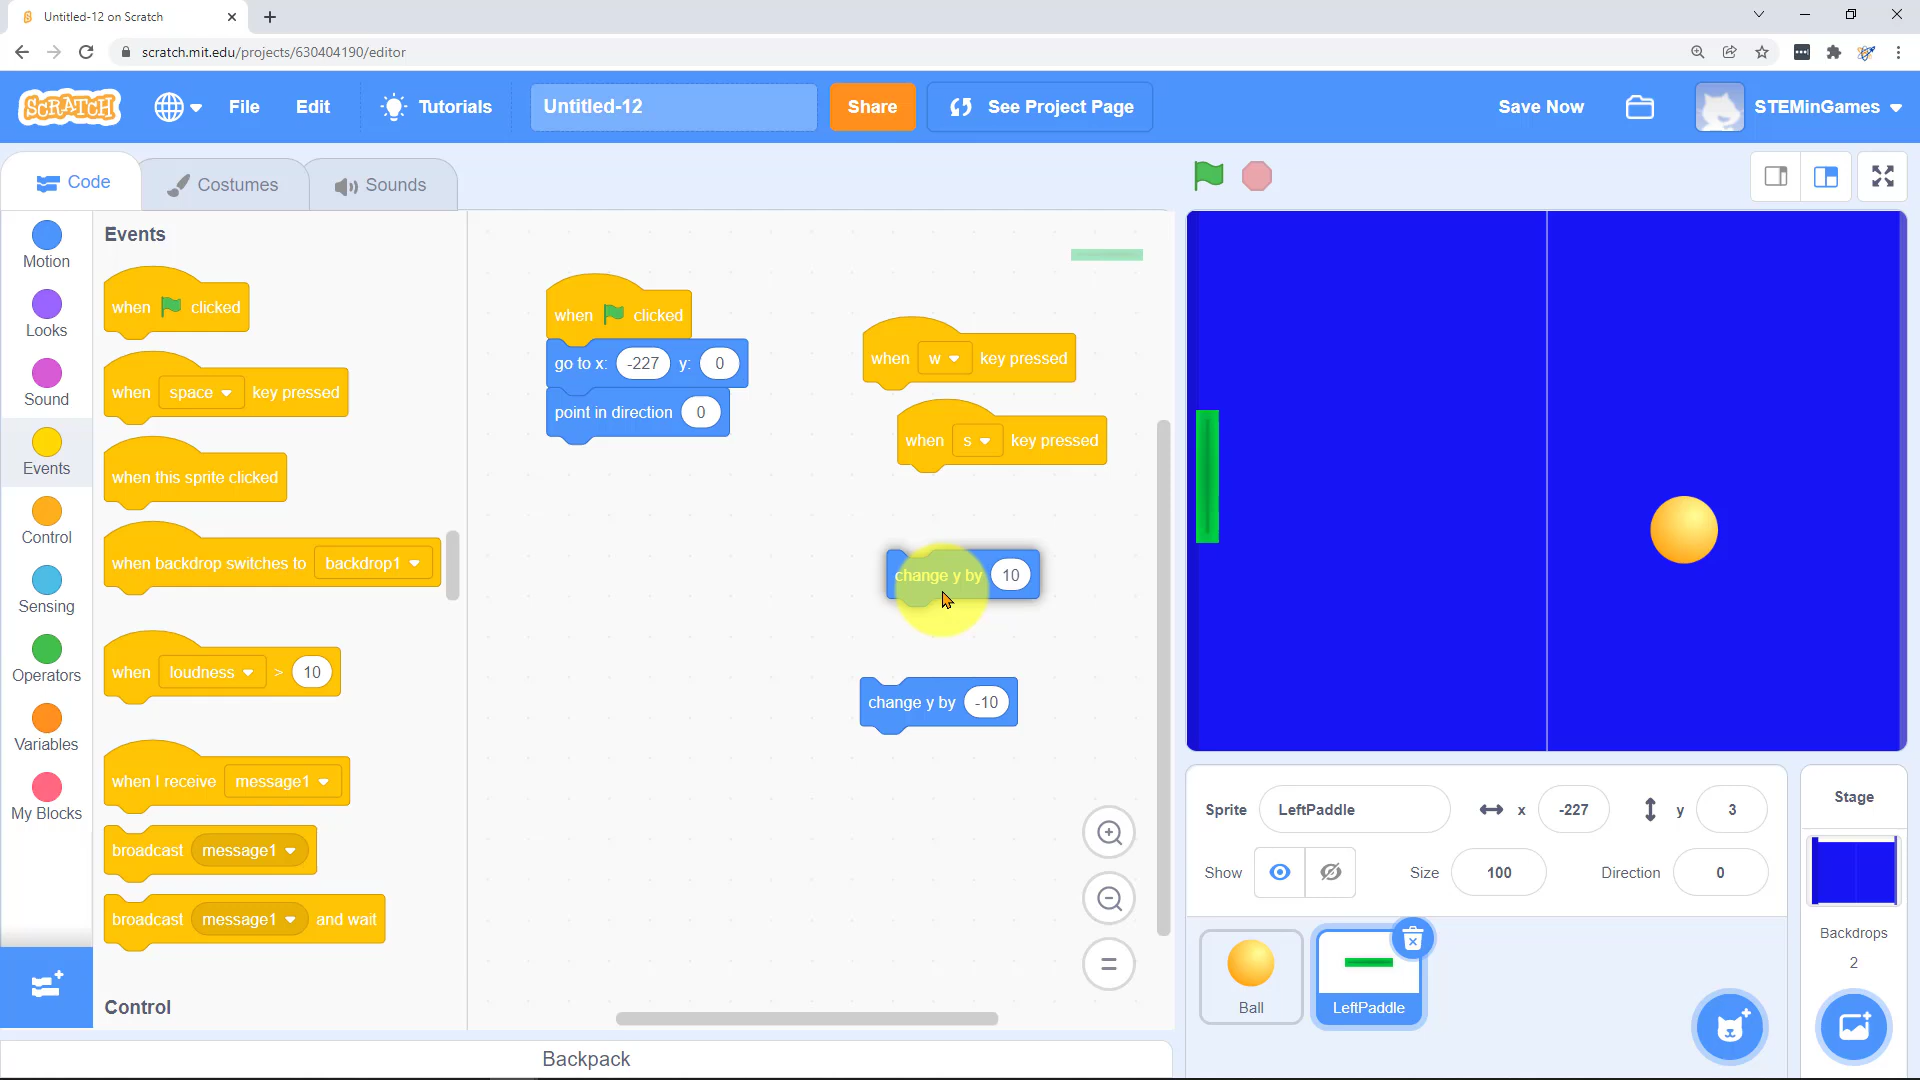 Untitled-12 on Scratch
scratch.mit.edu/projects/630404190/editor
SCRATCH
File
Edit
Tutorials
Untitled-12
Share
See Project Page
Save Now
STEMinGames
Code
Costumes
Sounds
Motion
Looks
Sound
Events
Control
Sensing
Operators
Variables
My Blocks
Events
when clicked
when space key pressed
when this sprite clicked
when backdrop switches to backdrop1
when loudness > 10
when I receive message1
broadcast message1
broadcast message1 and wait
Control
when clicked
go to x: -227 y: 0
point in direction 0
when w key pressed
when s key pressed
change y by 10
change y by -10
Backpack
Sprite LeftPaddle x -227 y 3
Show Size 100 Direction 0
Ball
LeftPaddle
Stage
Backdrops
2